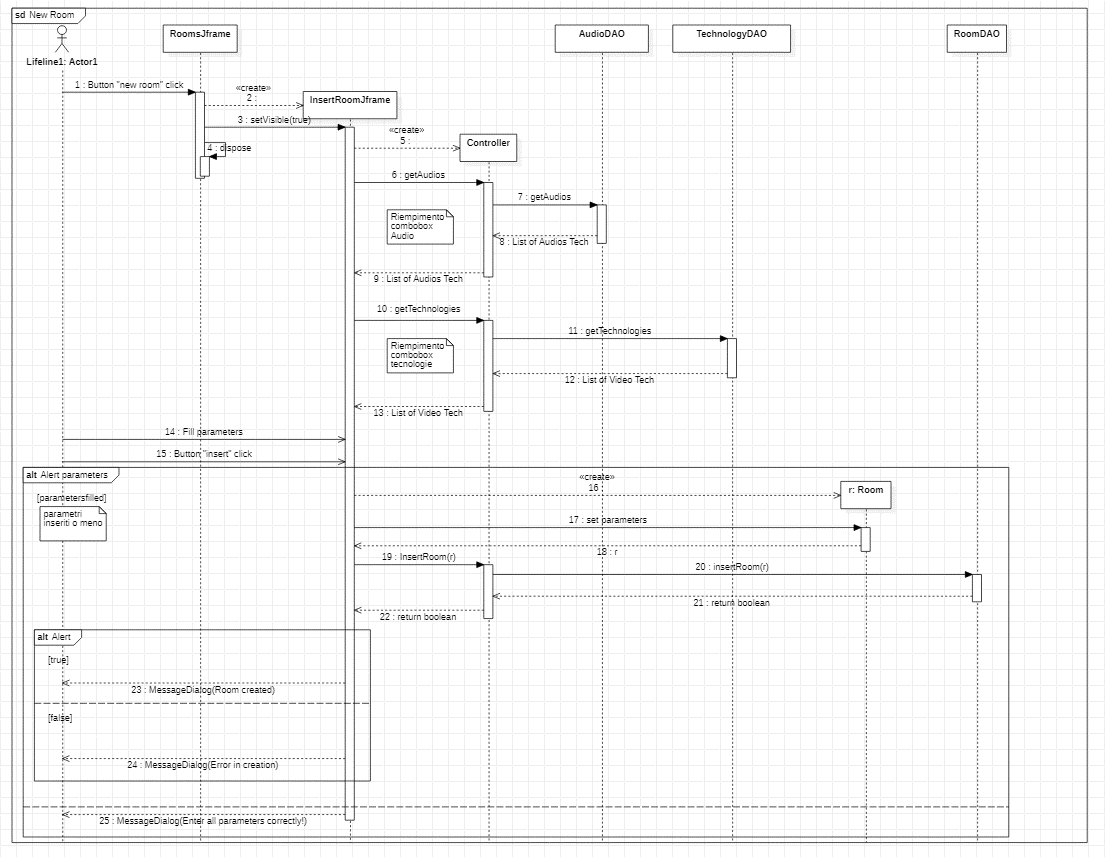 sd New Room
Lifeline1: Actor1
RoomsJframe
AudioDAO
TechnologyDAO
RoomDAO
1 : Button "new room" click
«create»
2 :
InsertRoomJframe
3 : setVisible(true)
4 : dispose
«create»
5 :
Controller
6 : getAudios
7 : getAudios
Riempimento
combobox
Audio
8 : List of Audios Tech
9 : List of Audios Tech
10 : getTechnologies
11 : getTechnologies
Riempimento
combobox
tecnologie
12 : List of Video Tech
13 : List of Video Tech
14 : Fill parameters
15 : Button "insert" click
alt Alert parameters
[parametersfilled]
parametri
inseriti o meno
«create»
16
r: Room
17 : set parameters
18 : r
19 : InsertRoom(r)
20 : insertRoom(r)
21 : return boolean
22 : return boolean
alt Alert
[true]
23 : MessageDialog(Room created)
[false]
24 : MessageDialog(Error in creation)
25 : MessageDialog(Enter all parameters correctly!)